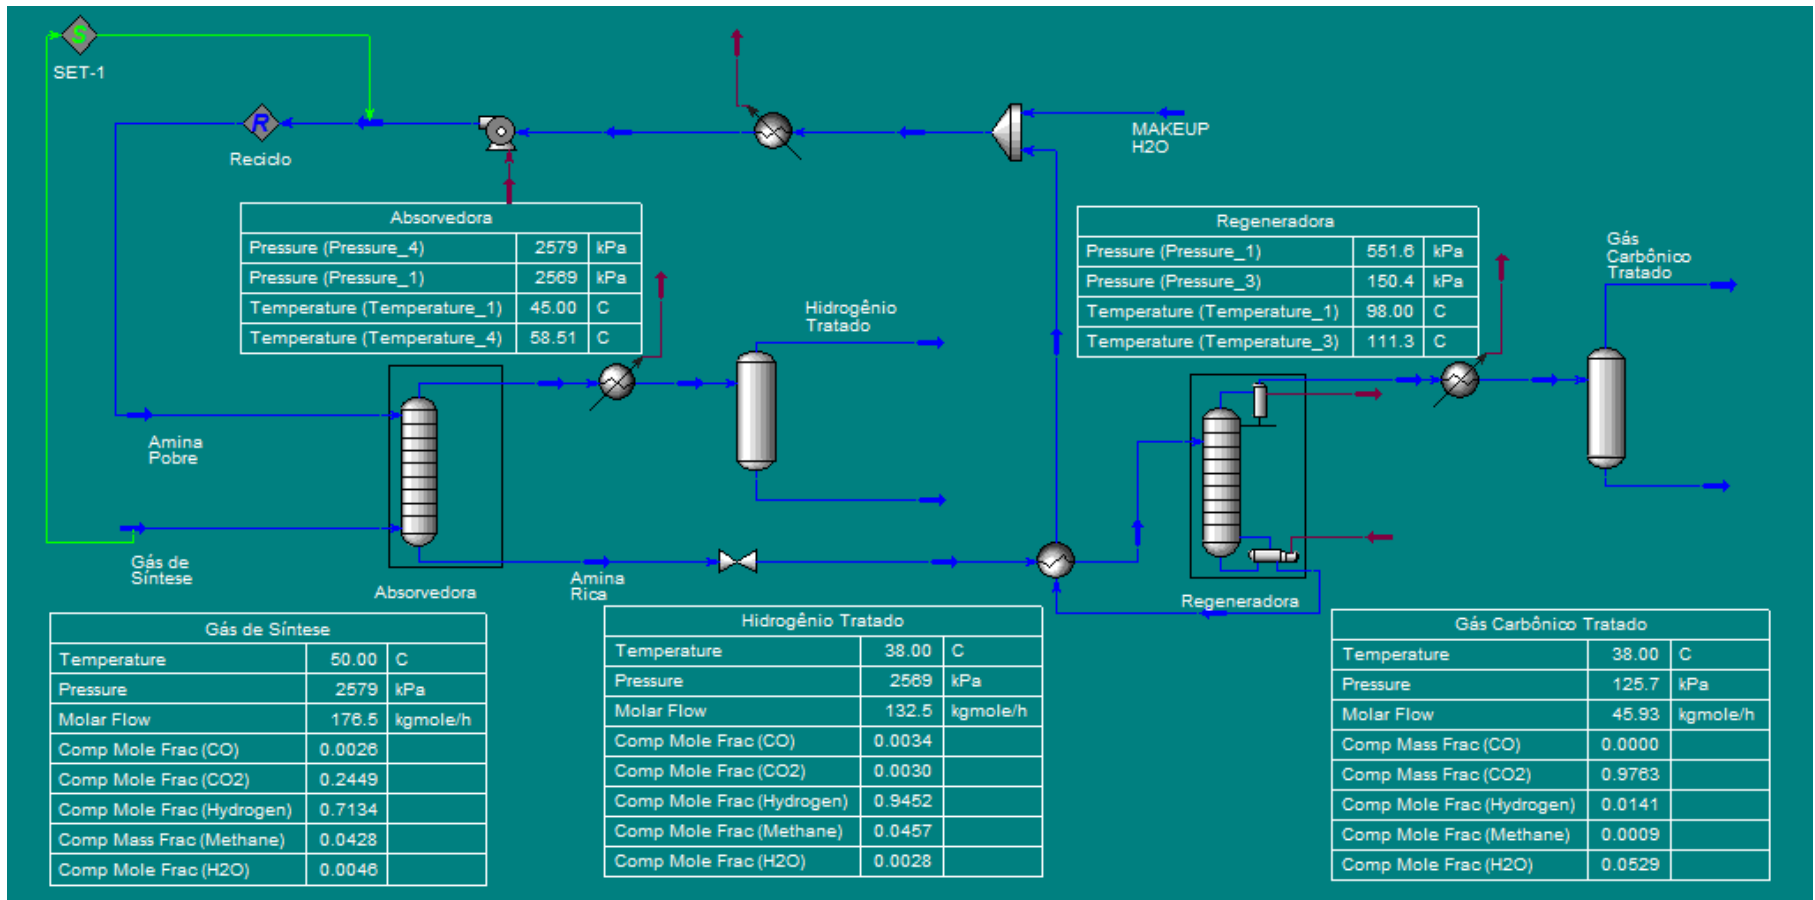 S
SET-1
R
Reciclo
MAKEUP
H2O
Absorvedora
Pressure (Pressure_4) 2579 kPa
Pressure (Pressure_1) 2569 kPa
Temperature (Temperature_1) 45.00 C
Temperature (Temperature_4) 58.51 C
Regeneradora
Pressure (Pressure_1) 551.6 kPa
Pressure (Pressure_3) 150.4 kPa
Temperature (Temperature_1) 98.00 C
Temperature (Temperature_3) 111.3 C
Gás
Carbônico
Tratado
Hidrogênio
Tratado
Amina
Pobre
Gás de
Síntese
Absorvedora
Amina
Rica
Regeneradora
Gás de Síntese
Temperature 50.00 C
Pressure 2579 kPa
Molar Flow 176.5 kgmole/h
Comp Mole Frac (CO) 0.0026
Comp Mole Frac (CO2) 0.2449
Comp Mole Frac (Hydrogen) 0.7134
Comp Mass Frac (Methane) 0.0428
Comp Mole Frac (H2O) 0.0046
Hidrogênio Tratado
Temperature 38.00 C
Pressure 2569 kPa
Molar Flow 132.5 kgmole/h
Comp Mole Frac (CO) 0.0034
Comp Mole Frac (CO2) 0.0030
Comp Mole Frac (Hydrogen) 0.9452
Comp Mole Frac (Methane) 0.0457
Comp Mole Frac (H2O) 0.0028
Gás Carbônico Tratado
Temperature 38.00 C
Pressure 125.7 kPa
Molar Flow 45.93 kgmole/h
Comp Mass Frac (CO) 0.0000
Comp Mass Frac (CO2) 0.9763
Comp Mole Frac (Hydrogen) 0.0141
Comp Mole Frac (Methane) 0.0009
Comp Mole Frac (H2O) 0.0529